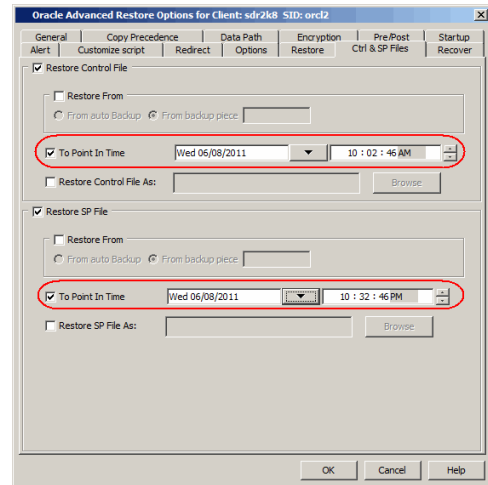 Oracle Advanced Restore Options for Client: sdr2k8 SID: orcl2
General Copy Precedence Data Path Encryption Pre/Post Startup
Alert Customize script Redirect Options Restore Ctrl & SP Files Recover
Restore Control File
Restore From
From auto Backup From backup piece
To Point In Time Wed 06/08/2011 10 : 02 : 46 AM
Restore Control File As: Browse
Restore SP File
Restore From
From auto Backup From backup piece
To Point In Time Wed 06/08/2011 10 : 32 : 46 PM
Restore SP File As: Browse
OK Cancel Help